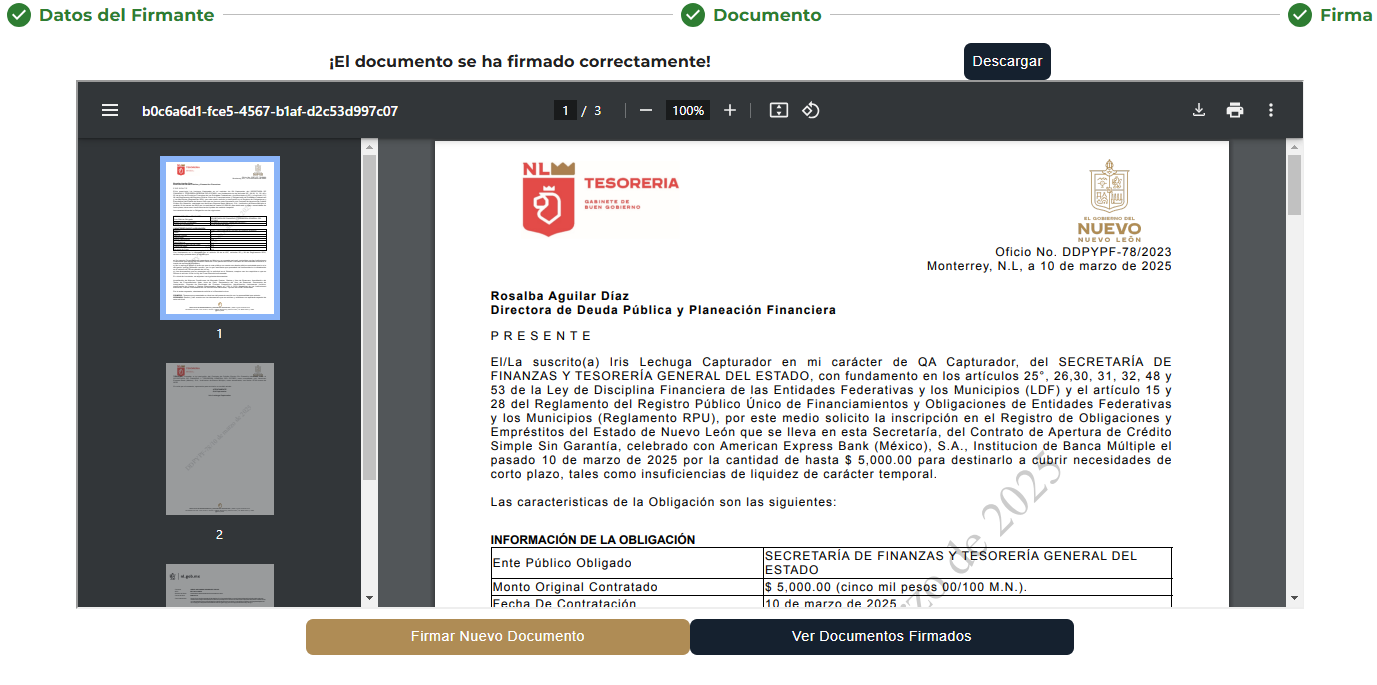 Datos del Firmante
Documento
Firma
¡El documento se ha firmado correctamente!
Descargar
b0c6a6d1-fce5-4567-b1af-d2c53d997c07
1 / 3
100%
1
2
NL
TESORERIA
GABINETE DE
BUEN GOBIERNO
EL GOBIERNO DEL
NUEVO
NUEVO LEÓN
Oficio No. DDPYPF-78/2023
Monterrey, N.L, a 10 de marzo de 2025
Rosalba Aguilar Díaz
Directora de Deuda Pública y Planeación Financiera
P R E S E N T E
El/La suscrito(a) Iris Lechuga Capturador en mi carácter de QA Capturador, del SECRETARÍA DE
FINANZAS Y TESORERÍA GENERAL DEL ESTADO, con fundamento en los artículos 25°, 26,30, 31, 32, 48 y
53 de la Ley de Disciplina Financiera de las Entidades Federativas y los Municipios (LDF) y el artículo 15 y
28 del Reglamento del Registro Público Único de Financiamientos y Obligaciones de Entidades Federativas
y los Municipios (Reglamento RPU), por este medio solicito la inscripción en el Registro de Obligaciones y
Empréstitos del Estado de Nuevo León que se lleva en esta Secretaría, del Contrato de Apertura de Crédito
Simple Sin Garantía, celebrado con American Express Bank (México), S.A., Institucion de Banca Múltiple el
pasado 10 de marzo de 2025 por la cantidad de hasta $ 5,000.00 para destinarlo a cubrir necesidades de
corto plazo, tales como insuficiencias de liquidez de carácter temporal.
Las caracteristicas de la Obligación son las siguientes:
INFORMACIÓN DE LA OBLIGACIÓN
Ente Público Obligado
SECRETARÍA DE FINANZAS Y TESORERÍA GENERAL DEL
ESTADO
Monto Original Contratado
$ 5,000.00 (cinco mil pesos 00/100 M.N.).
Fecha De Contratación
10 de marzo de 2025
rzo de 2025
Firmar Nuevo Documento
Ver Documentos Firmados